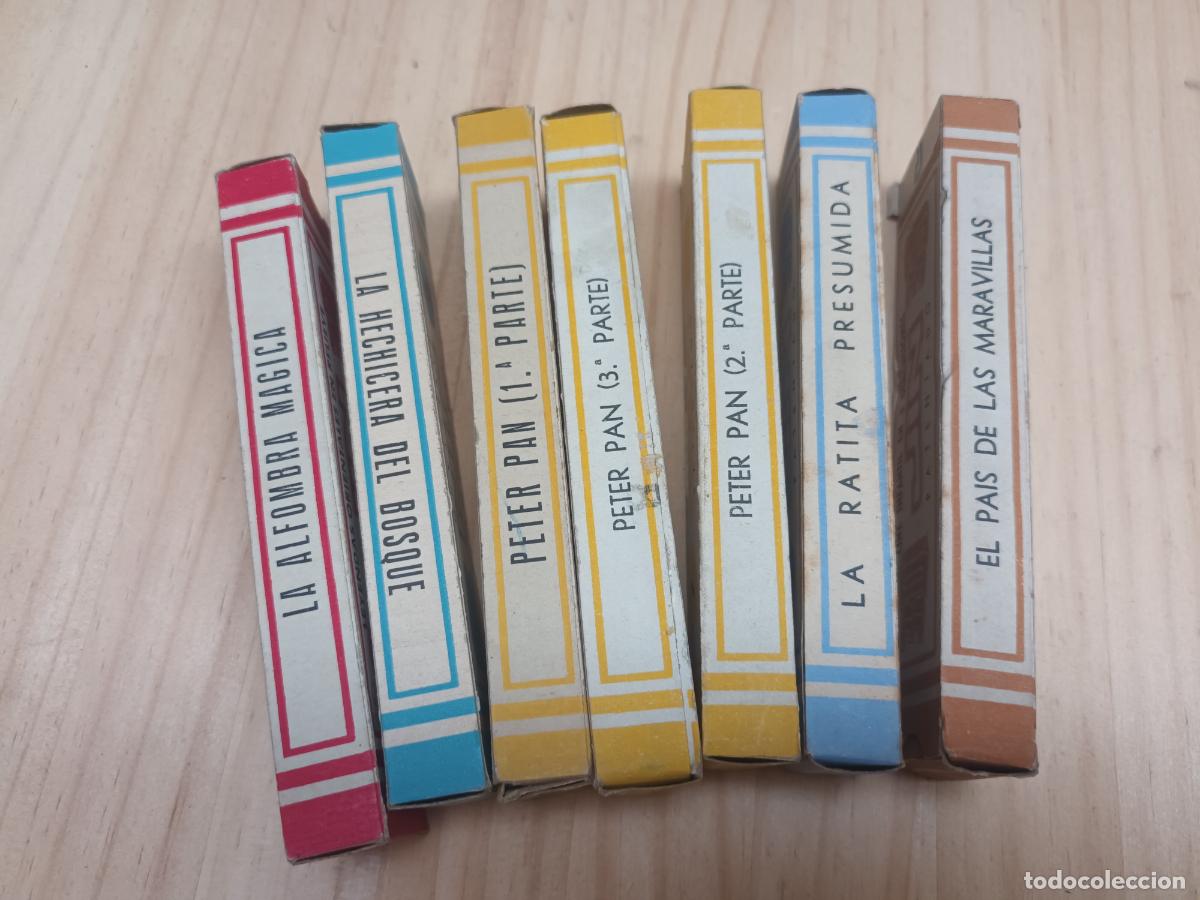 LA ALFOMBRA MAGICA
LA HECHICERA DEL BOSQUE
PETER PAN (1.ª PARTE)
PETER PAN (3.ª PARTE)
PETER PAN (2.ª PARTE)
LA RATITA PRESUMIDA
EL PAIS DE LAS MARAVILLAS
todocoleccion